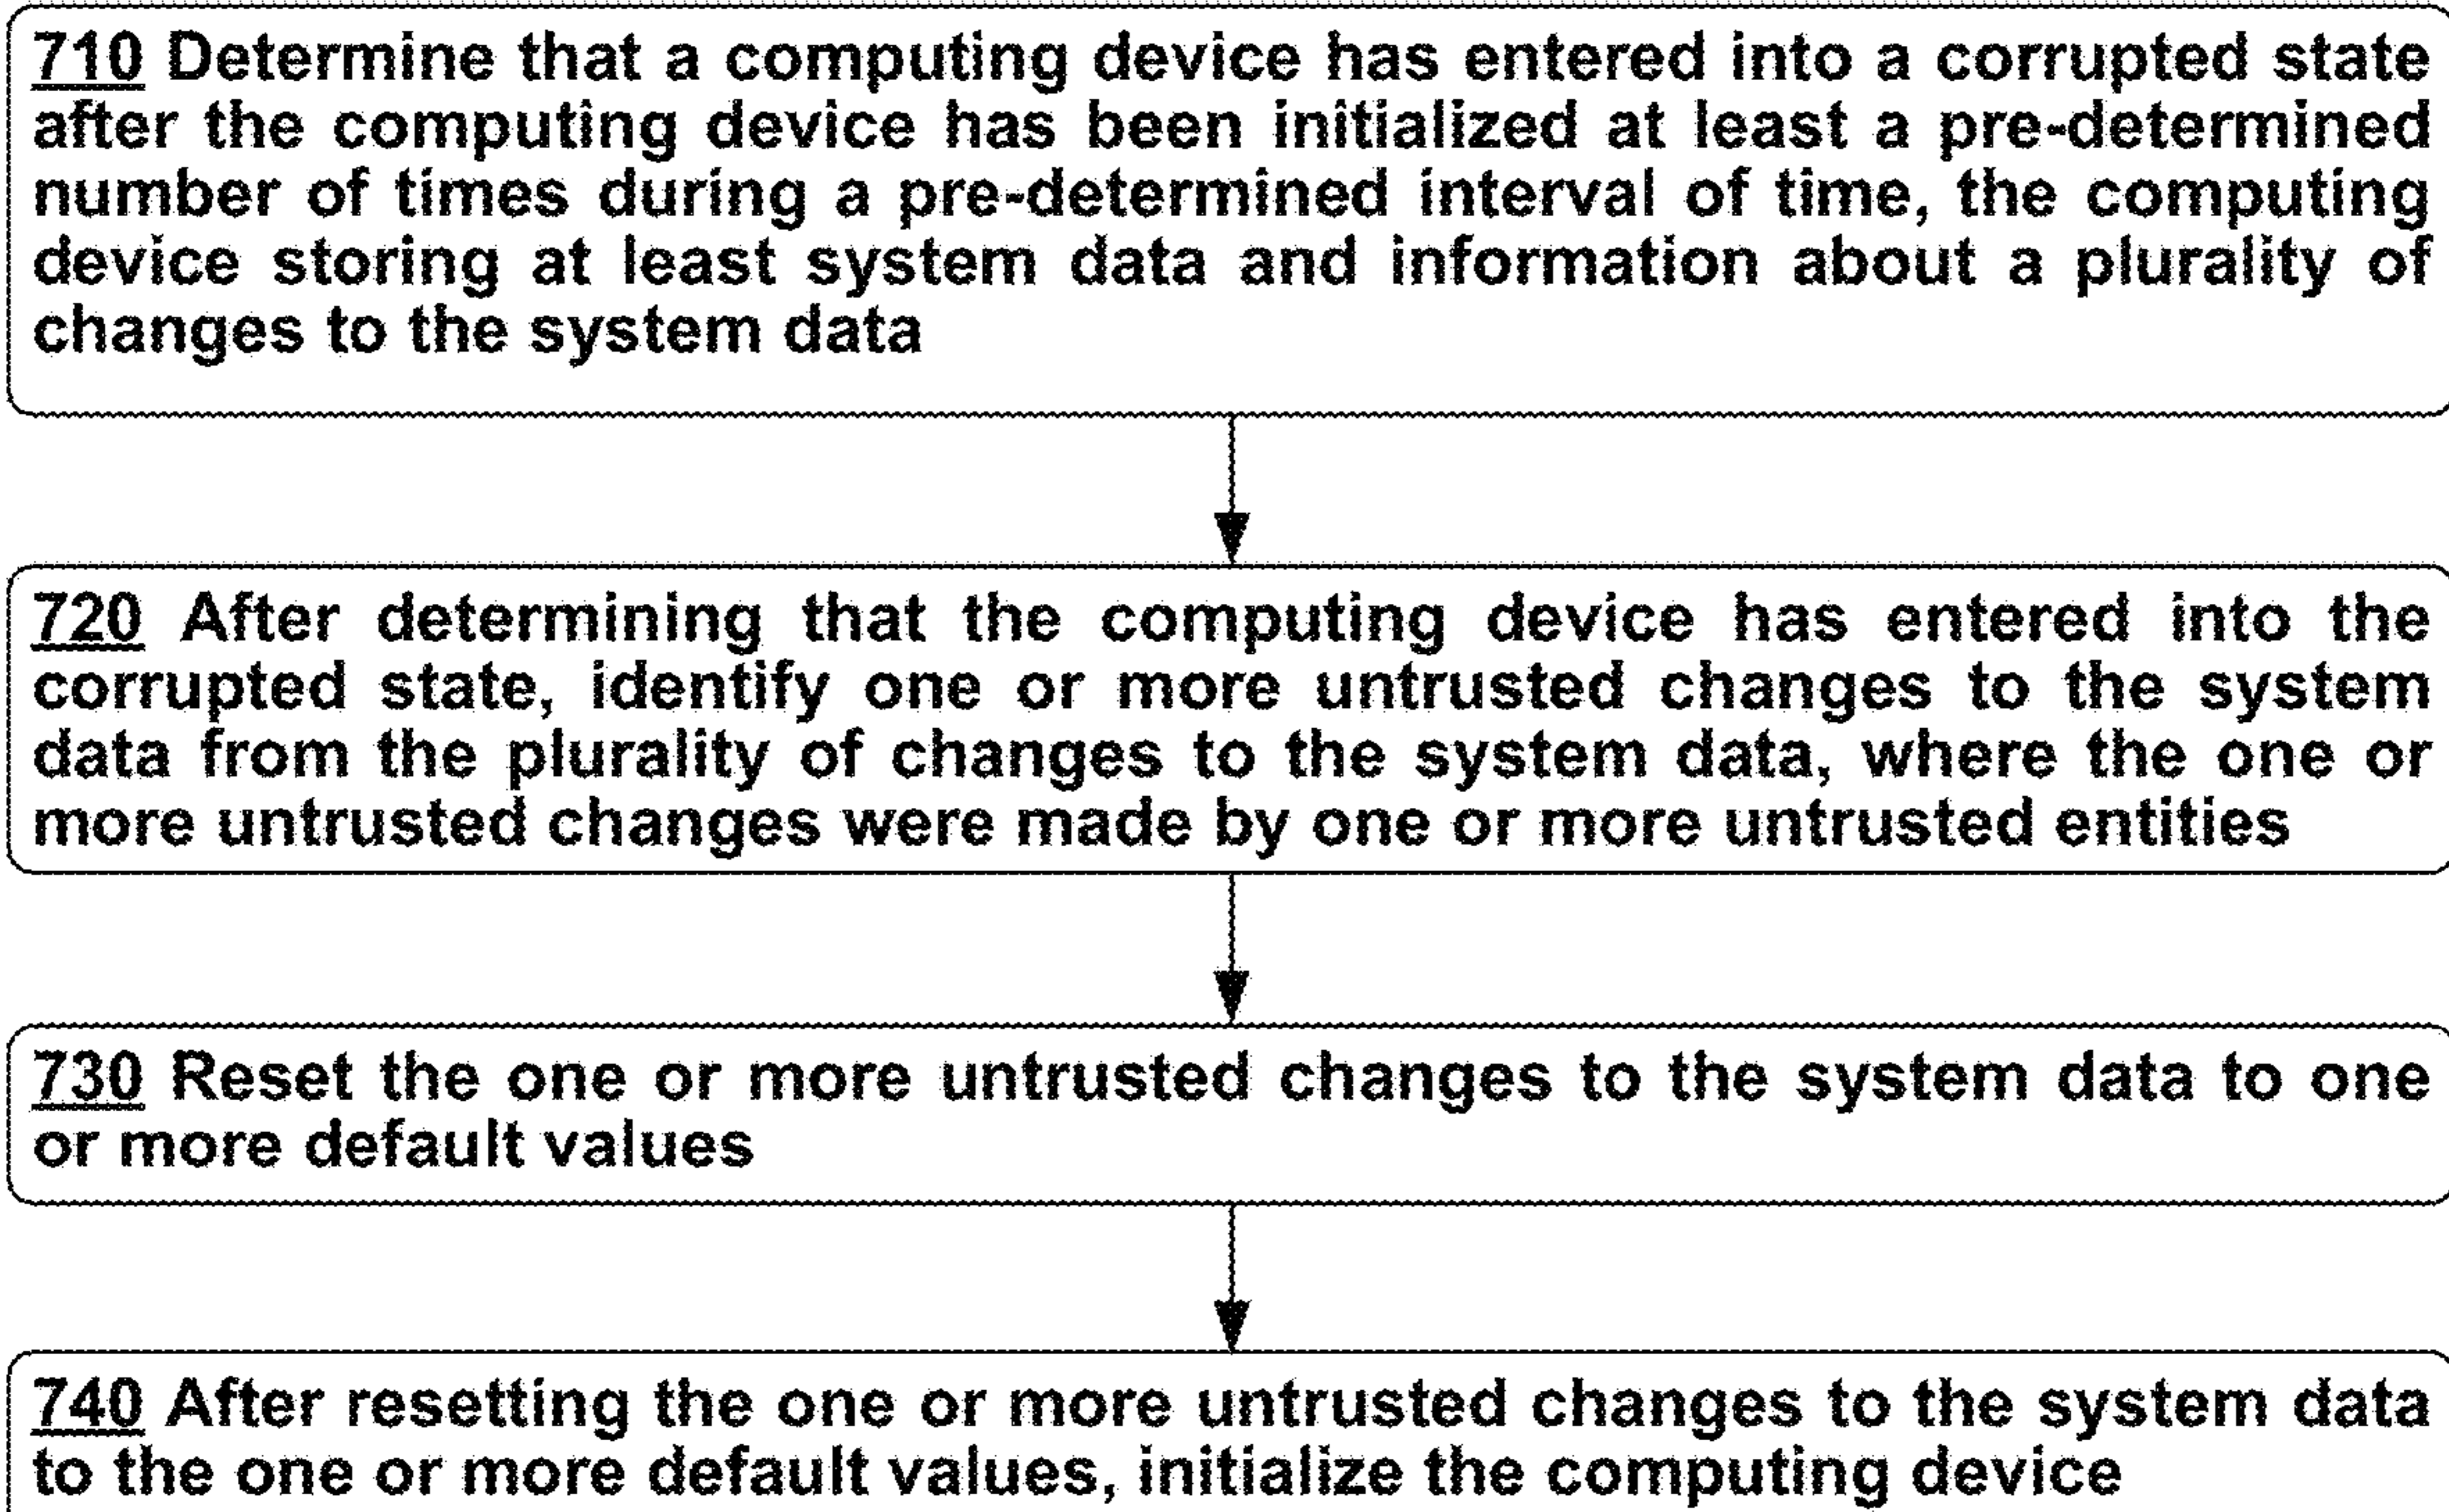 710 Determine that a computing device has entered into a corrupted state
after the computing device has been initialized at least a pre-determined
number of times during a pre-determined interval of time, the computing
device storing at least system data and information about a plurality of
changes to the system data
720 After determining that the computing device has entered into the
corrupted state, identify one or more untrusted changes to the system
data from the plurality of changes to the system data, where the one or
more untrusted changes were made by one or more untrusted entities
730 Reset the one or more untrusted changes to the system data to one
or more default values
740 After resetting the one or more untrusted changes to the system data
to the one or more default values, initialize the computing device